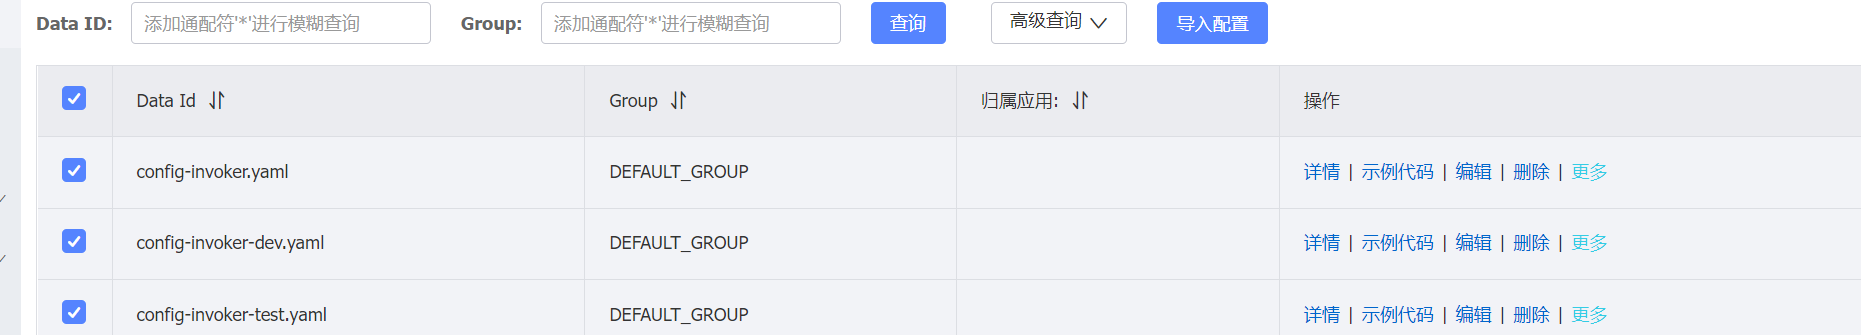 Data ID: 添加通配符'*'进行模糊查询 Group: 添加通配符'*'进行模糊查询 查询 高级查询 导入配置
Data Id Group 归属应用: 操作
config-invoker.yaml DEFAULT_GROUP 详情 | 示例代码 | 编辑 | 删除 | 更多
config-invoker-dev.yaml DEFAULT_GROUP 详情 | 示例代码 | 编辑 | 删除 | 更多
config-invoker-test.yaml DEFAULT_GROUP 详情 | 示例代码 | 编辑 | 删除 | 更多